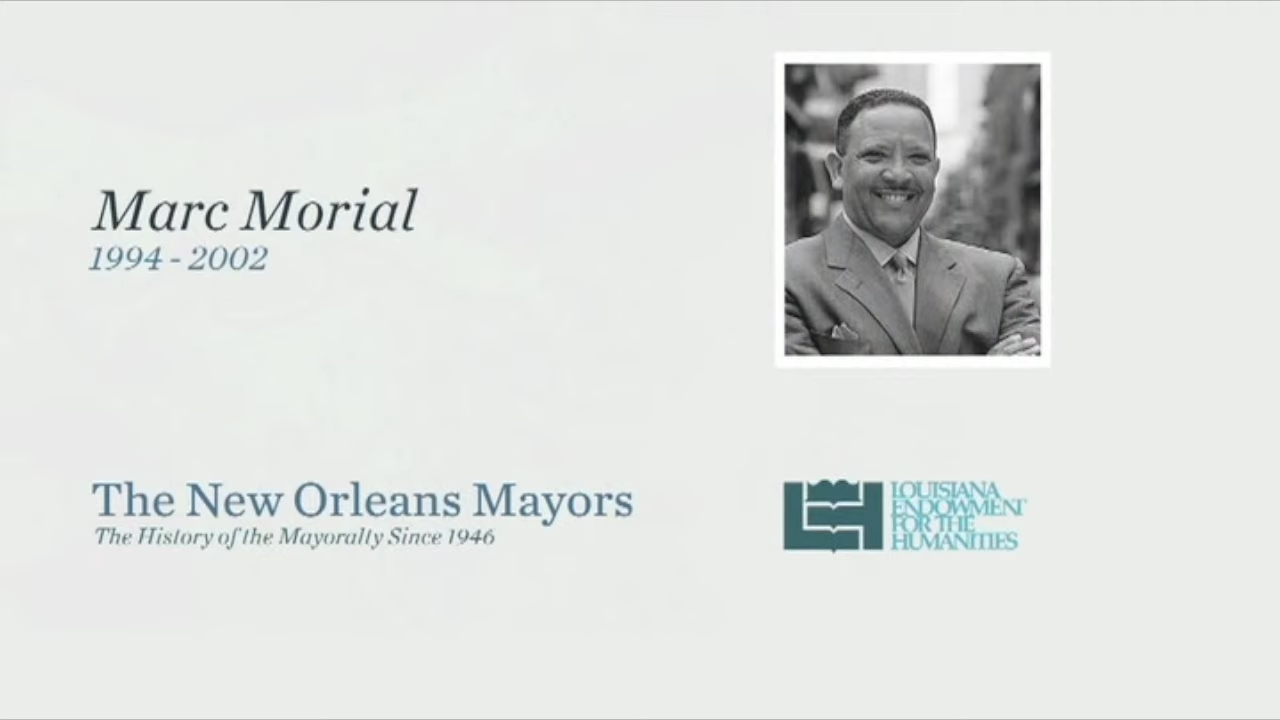 Marc Morial
1994 - 2002
The New Orleans Mayors
The History of the Mayoralty Since 1946
LOUISIANA
ENDOWMENT
FOR THE
HUMANITIES